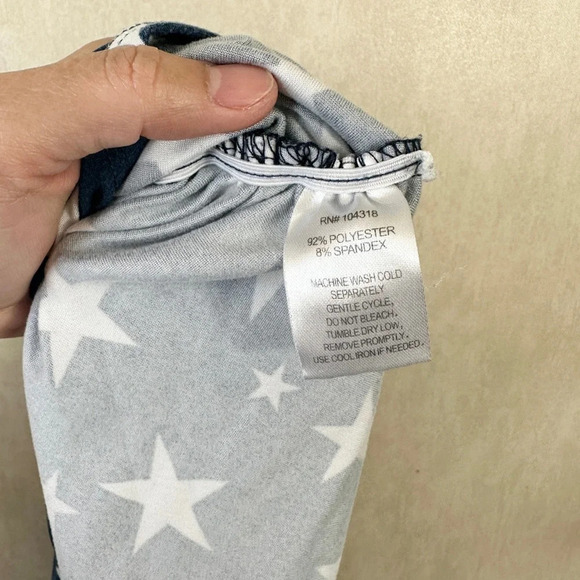 RN# 104318
92% POLYESTER
8% SPANDEX
MACHINE WASH COLD
SEPARATELY
GENTLE CYCLE,
DO NOT BLEACH.
TUMBLE DRY LOW,
REMOVE PROMPTLY.
USE COOL IRON IF NEEDED.